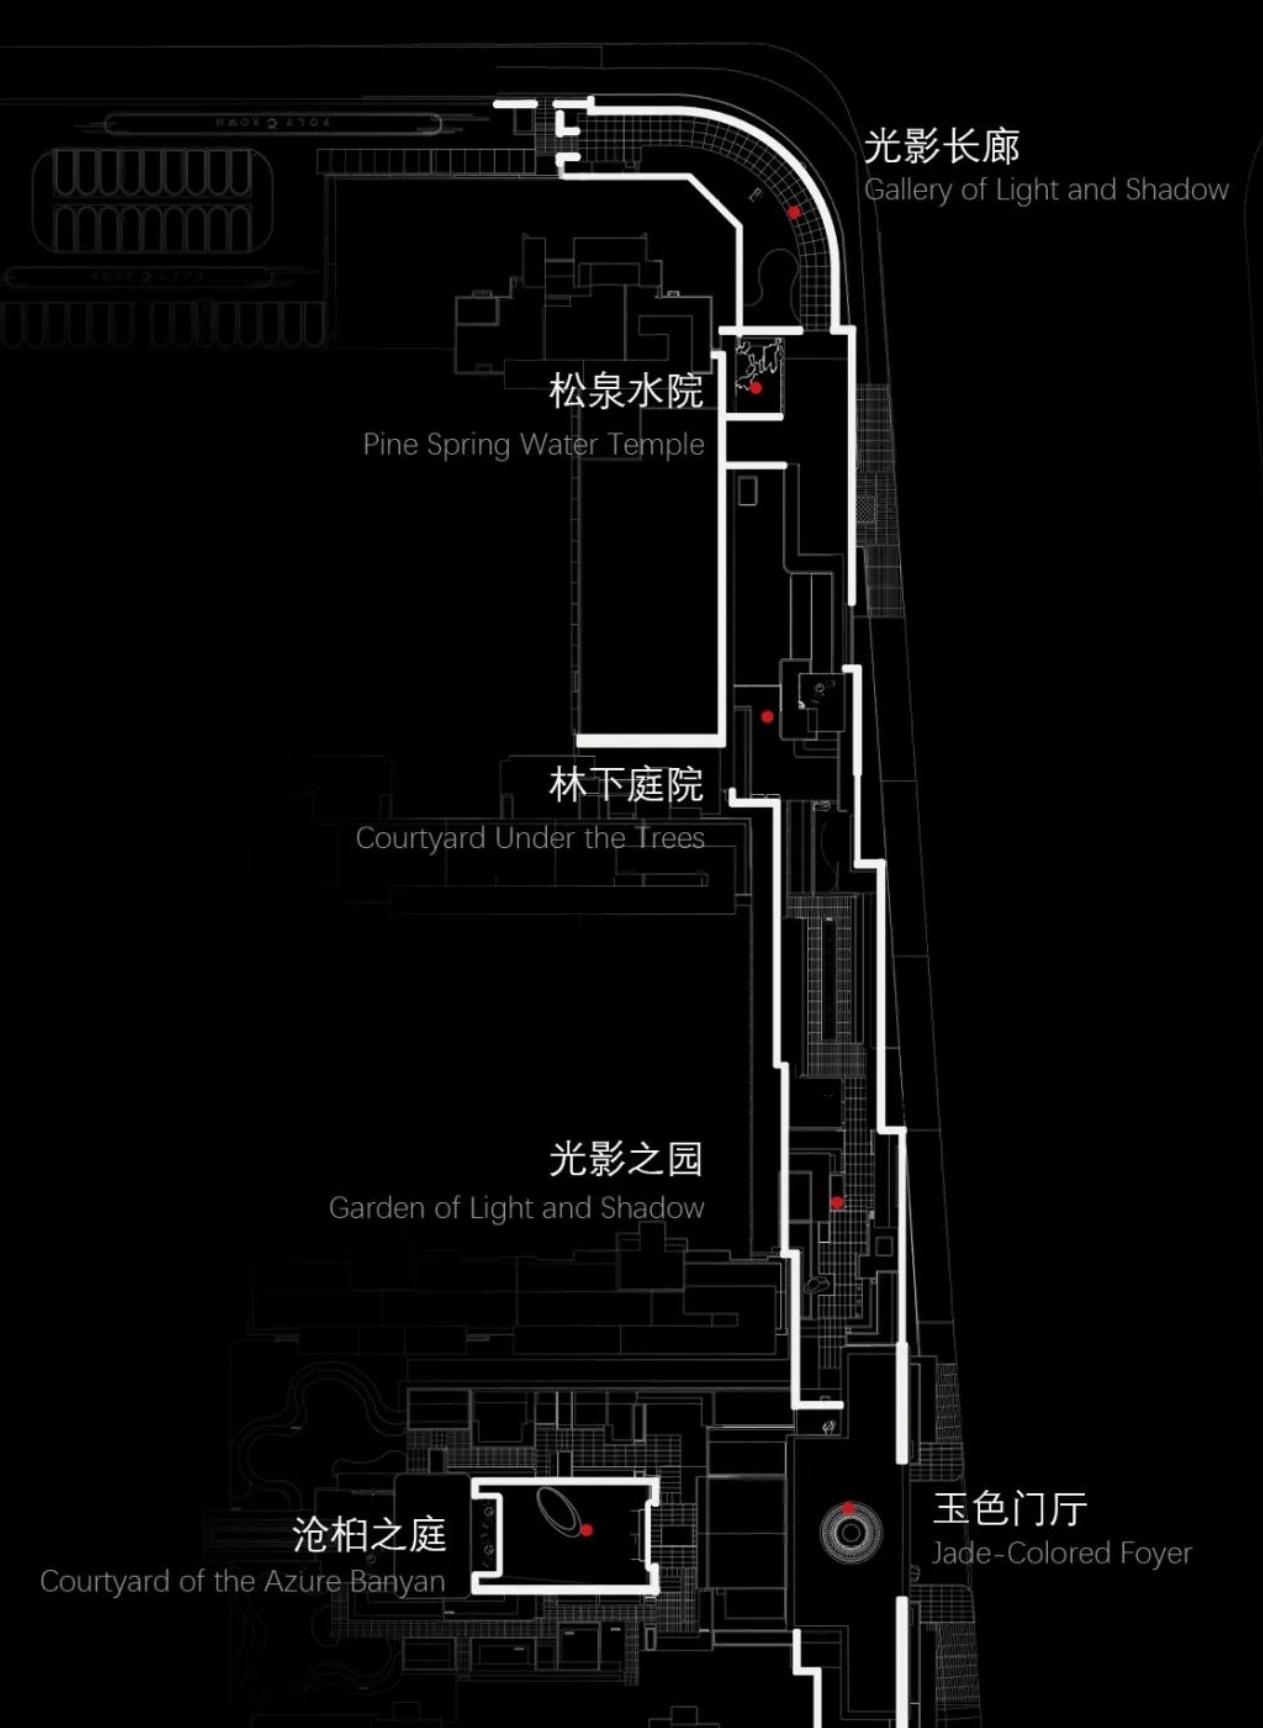 光影长廊
Gallery of Light and Shadow
松泉水院
Pine Spring Water Temple
林下庭院
Courtyard Under the Trees
光影之园
Garden of Light and Shadow
沧桕之庭
Courtyard of the Azure Banyan
玉色门厅
Jade-Colored Foyer